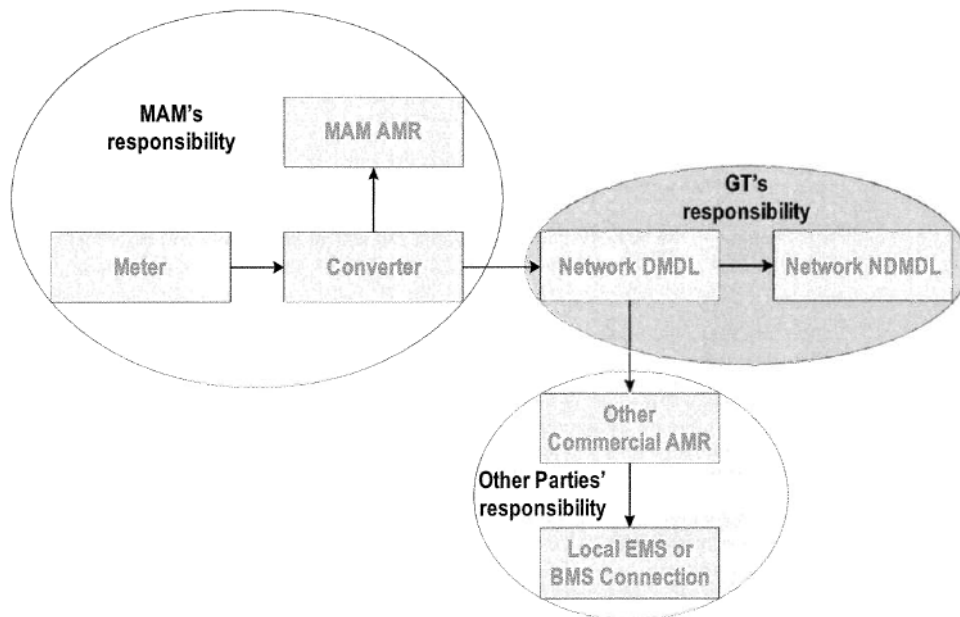 MAM's
responsibility
MAM AMR
GT's
responsibility
Meter
Converter
Network DMDL
Network NDMDL
Other
Commercial AMR
Other Parties'
responsibility
Local EMS or
BMS Connection